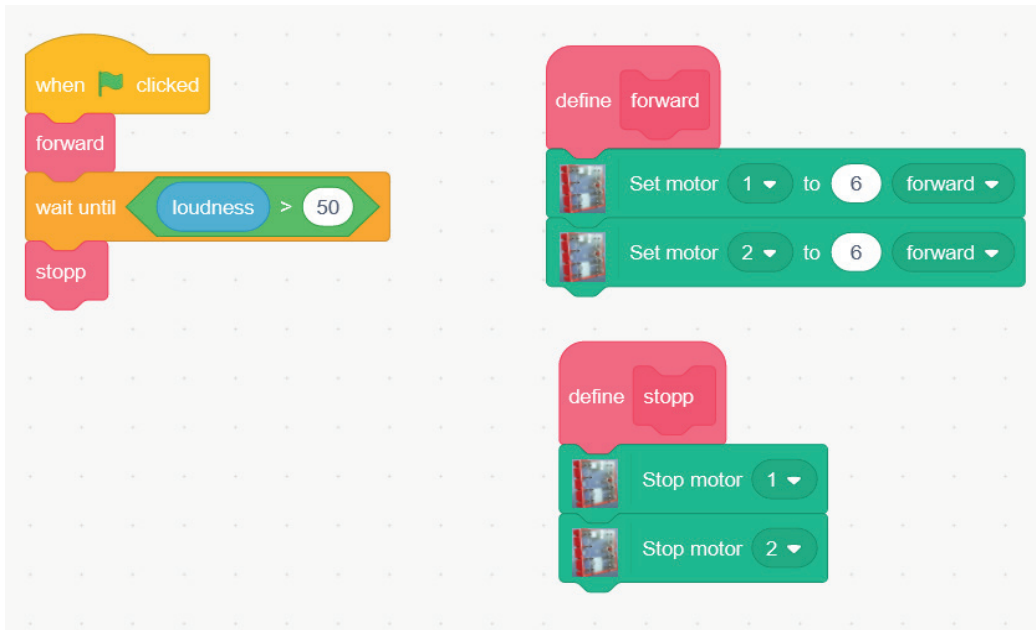 when clicked
forward
wait until loudness > 50
stopp
define forward
Set motor 1 to 6 forward
Set motor 2 to 6 forward
define stopp
Stop motor 1
Stop motor 2